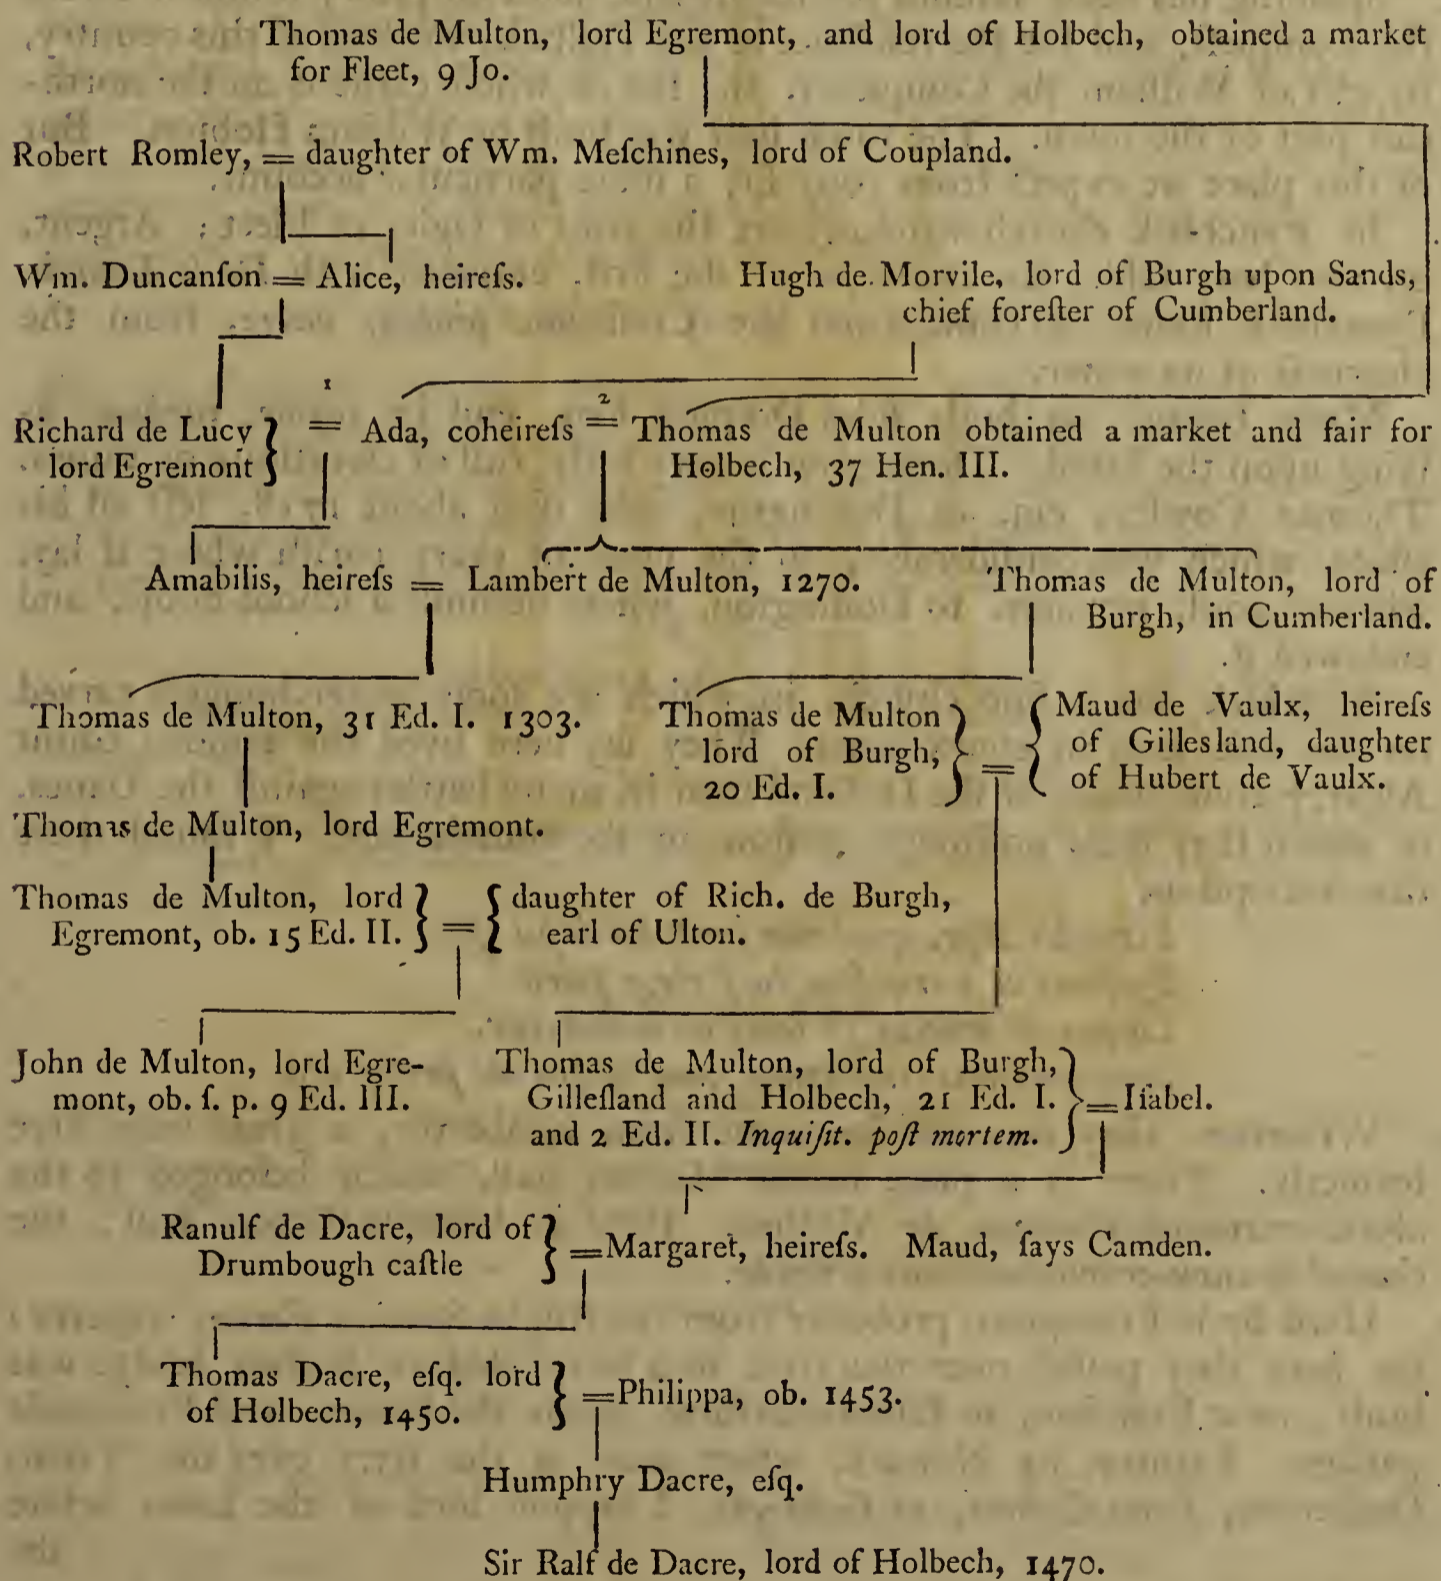 Thomas de Multon, lord Egremont, and lord of Holbech, obtained a market
for Fleet, 9 Jo.
Robert Romley, = daughter of Wm. Meſchines, lord of Coupland.
Wm. Duncanſon = Alice, heireſs.
Hugh de Morvile, lord of Burgh upon Sands,
chief foreſter of Cumberland.
Richard de Lucy } = 1 Ada, coheireſs = 2 Thomas de Multon obtained a market and fair for
lord Egremont
Holbech, 37 Hen. III.
Amabilis, heireſs = Lambert de Multon, 1270.
Thomas de Multon, lord of
Burgh, in Cumberland.
Thomas de Multon, 31 Ed. I. 1303.
Thomas de Multon
lord of Burgh,
20 Ed. I.
} = {
Maud de Vaulx, heireſs
of Gillesland, daughter
of Hubert de Vaulx.
Thomas de Multon, lord Egremont.
Thomas de Multon, lord
Egremont, ob. 15 Ed. II.
} = {
daughter of Rich. de Burgh,
earl of Ulton.
John de Multon, lord Egre-
mont, ob. ſ. p. 9 Ed. III.
Thomas de Multon, lord of Burgh,
Gilleſland and Holbech, 21 Ed. I.
and 2 Ed. II. Inquiſit. poſt mortem.
} = Iſabel.
Ranulf de Dacre, lord of
Drumbough caſtle
} = Margaret, heireſs. Maud, ſays Camden.
Thomas Dacre, eſq. lord
of Holbech, 1450.
} = Philippa, ob. 1453.
Humphry Dacre, eſq.
Sir Ralf de Dacre, lord of Holbech, 1470.